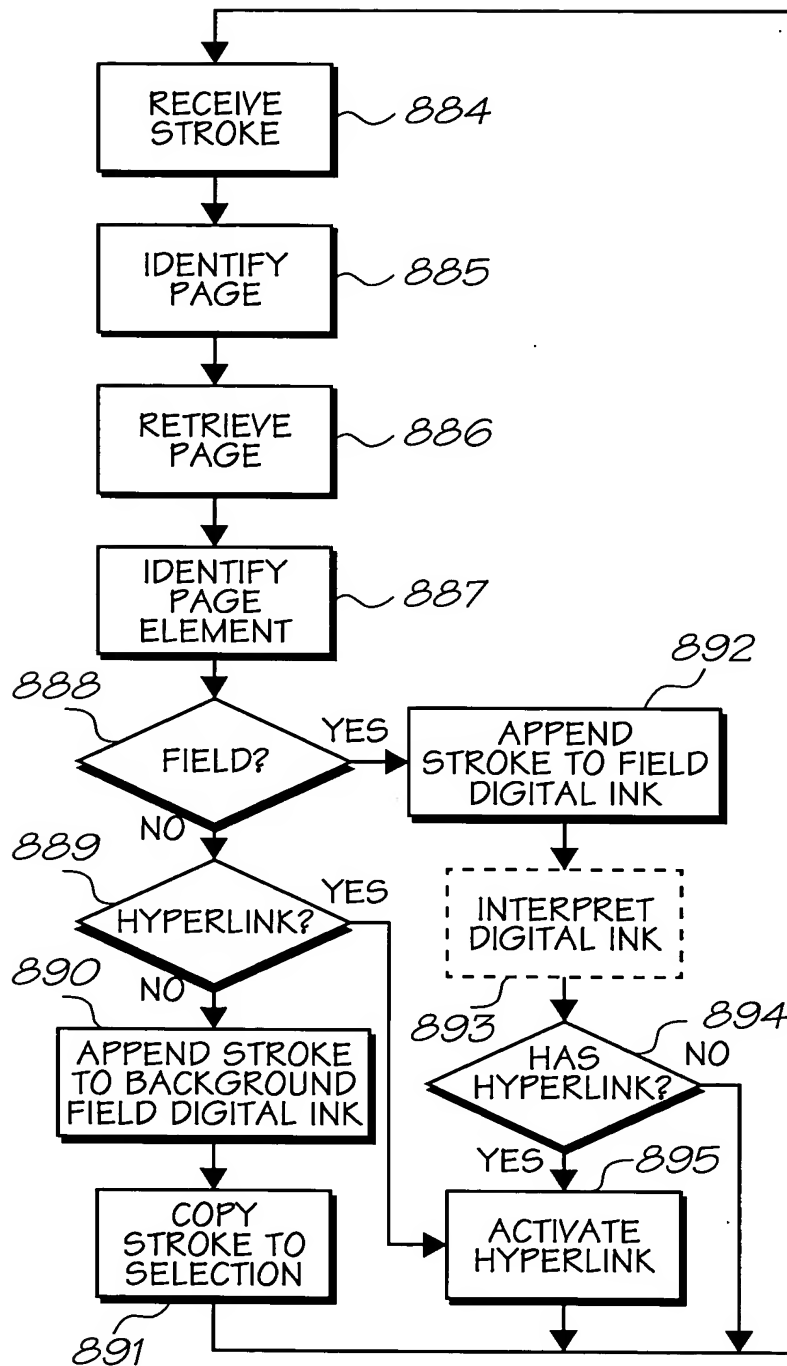 RECEIVE
STROKE
884
IDENTIFY
PAGE
885
RETRIEVE
PAGE
886
IDENTIFY
PAGE
ELEMENT
887
888
FIELD?
YES
NO
892
APPEND
STROKE TO FIELD
DIGITAL INK
889
HYPERLINK?
YES
NO
INTERPRET
DIGITAL INK
893
890
APPEND STROKE
TO BACKGROUND
FIELD DIGITAL INK
894
HAS
HYPERLINK?
NO
YES
895
COPY
STROKE TO
SELECTION
891
ACTIVATE
HYPERLINK